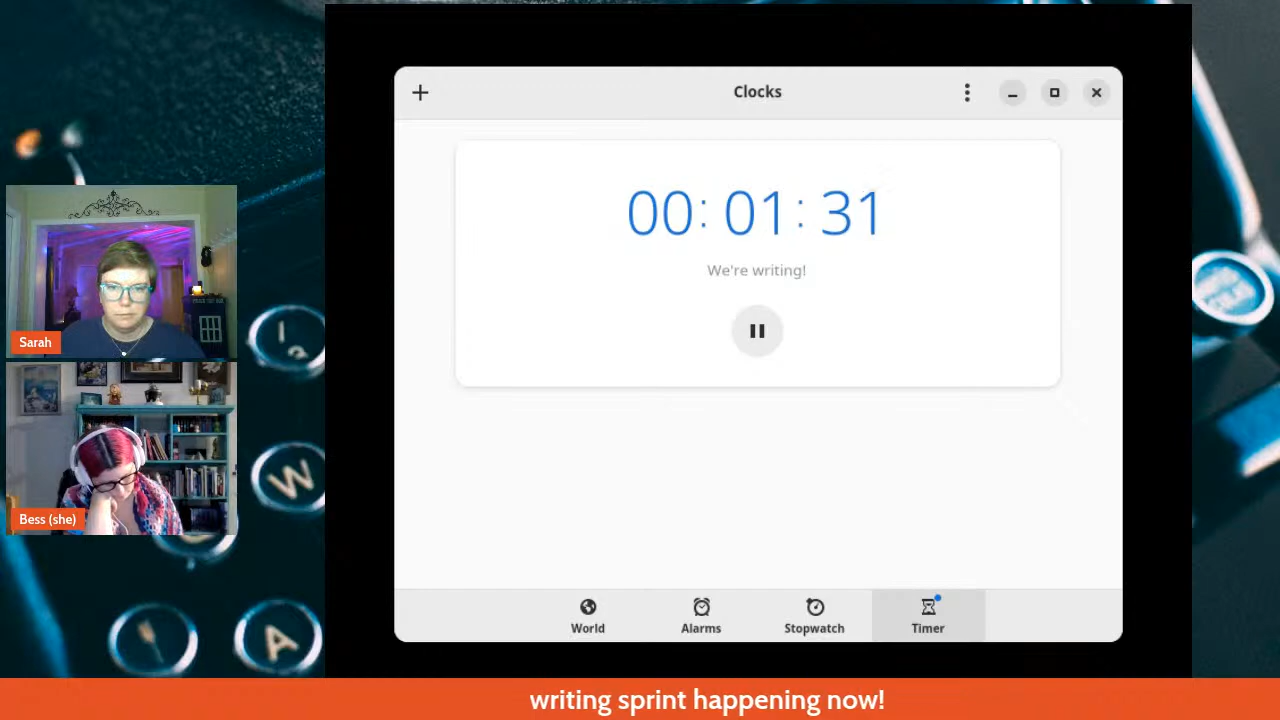 Clocks
00:01:31
We're writing!
World
Alarms
Stopwatch
Timer
Sarah
Bess (she)
I
W
A
writing sprint happening now!